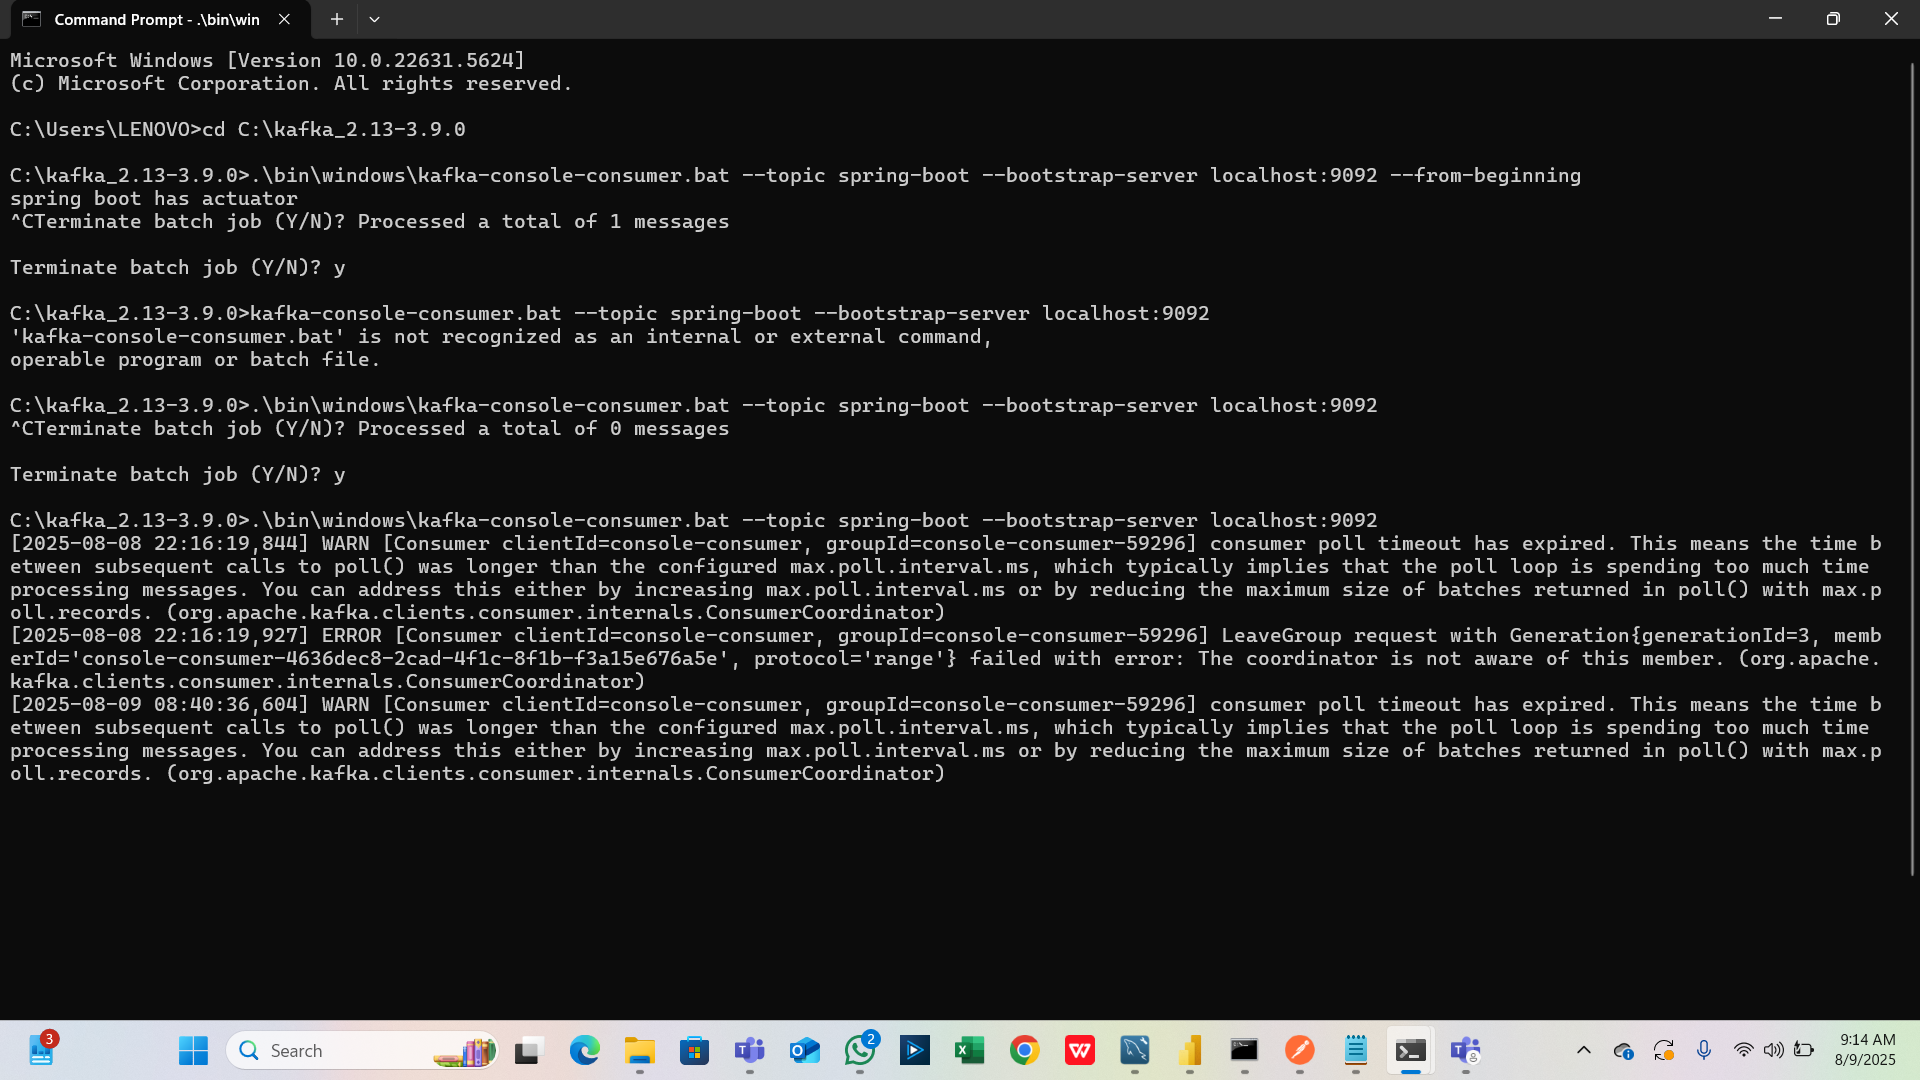 Command Prompt - .\bin\win
Microsoft Windows [Version 10.0.22631.5624]
(c) Microsoft Corporation. All rights reserved.
C:\Users\LENOVO>cd C:\kafka_2.13-3.9.0
C:\kafka_2.13-3.9.0>.\bin\windows\kafka-console-consumer.bat --topic spring-boot --bootstrap-server localhost:9092 --from-beginning
spring boot has actuator
^CTerminate batch job (Y/N)? Processed a total of 1 messages
Terminate batch job (Y/N)? y
C:\kafka_2.13-3.9.0>kafka-console-consumer.bat --topic spring-boot --bootstrap-server localhost:9092
'kafka-console-consumer.bat' is not recognized as an internal or external command,
operable program or batch file.
C:\kafka_2.13-3.9.0>.\bin\windows\kafka-console-consumer.bat --topic spring-boot --bootstrap-server localhost:9092
^CTerminate batch job (Y/N)? Processed a total of 0 messages
Terminate batch job (Y/N)? y
C:\kafka_2.13-3.9.0>.\bin\windows\kafka-console-consumer.bat --topic spring-boot --bootstrap-server localhost:9092
[2025-08-08 22:16:19,844] WARN [Consumer clientId=console-consumer, groupId=console-consumer-59296] consumer poll timeout has expired. This means the time b
etween subsequent calls to poll() was longer than the configured max.poll.interval.ms, which typically implies that the poll loop is spending too much time
processing messages. You can address this either by increasing max.poll.interval.ms or by reducing the maximum size of batches returned in poll() with max.p
oll.records. (org.apache.kafka.clients.consumer.internals.ConsumerCoordinator)
[2025-08-08 22:16:19,927] ERROR [Consumer clientId=console-consumer, groupId=console-consumer-59296] LeaveGroup request with Generation{generationId=3, memb
erId='console-consumer-4636dec8-2cad-4f1c-8f1b-f3a15e676a5e', protocol='range'} failed with error: The coordinator is not aware of this member. (org.apache.
kafka.clients.consumer.internals.ConsumerCoordinator)
[2025-08-09 08:40:36,604] WARN [Consumer clientId=console-consumer, groupId=console-consumer-59296] consumer poll timeout has expired. This means the time b
etween subsequent calls to poll() was longer than the configured max.poll.interval.ms, which typically implies that the poll loop is spending too much time
processing messages. You can address this either by increasing max.poll.interval.ms or by reducing the maximum size of batches returned in poll() with max.p
oll.records. (org.apache.kafka.clients.consumer.internals.ConsumerCoordinator)
3
Search
2
9:14 AM
8/9/2025